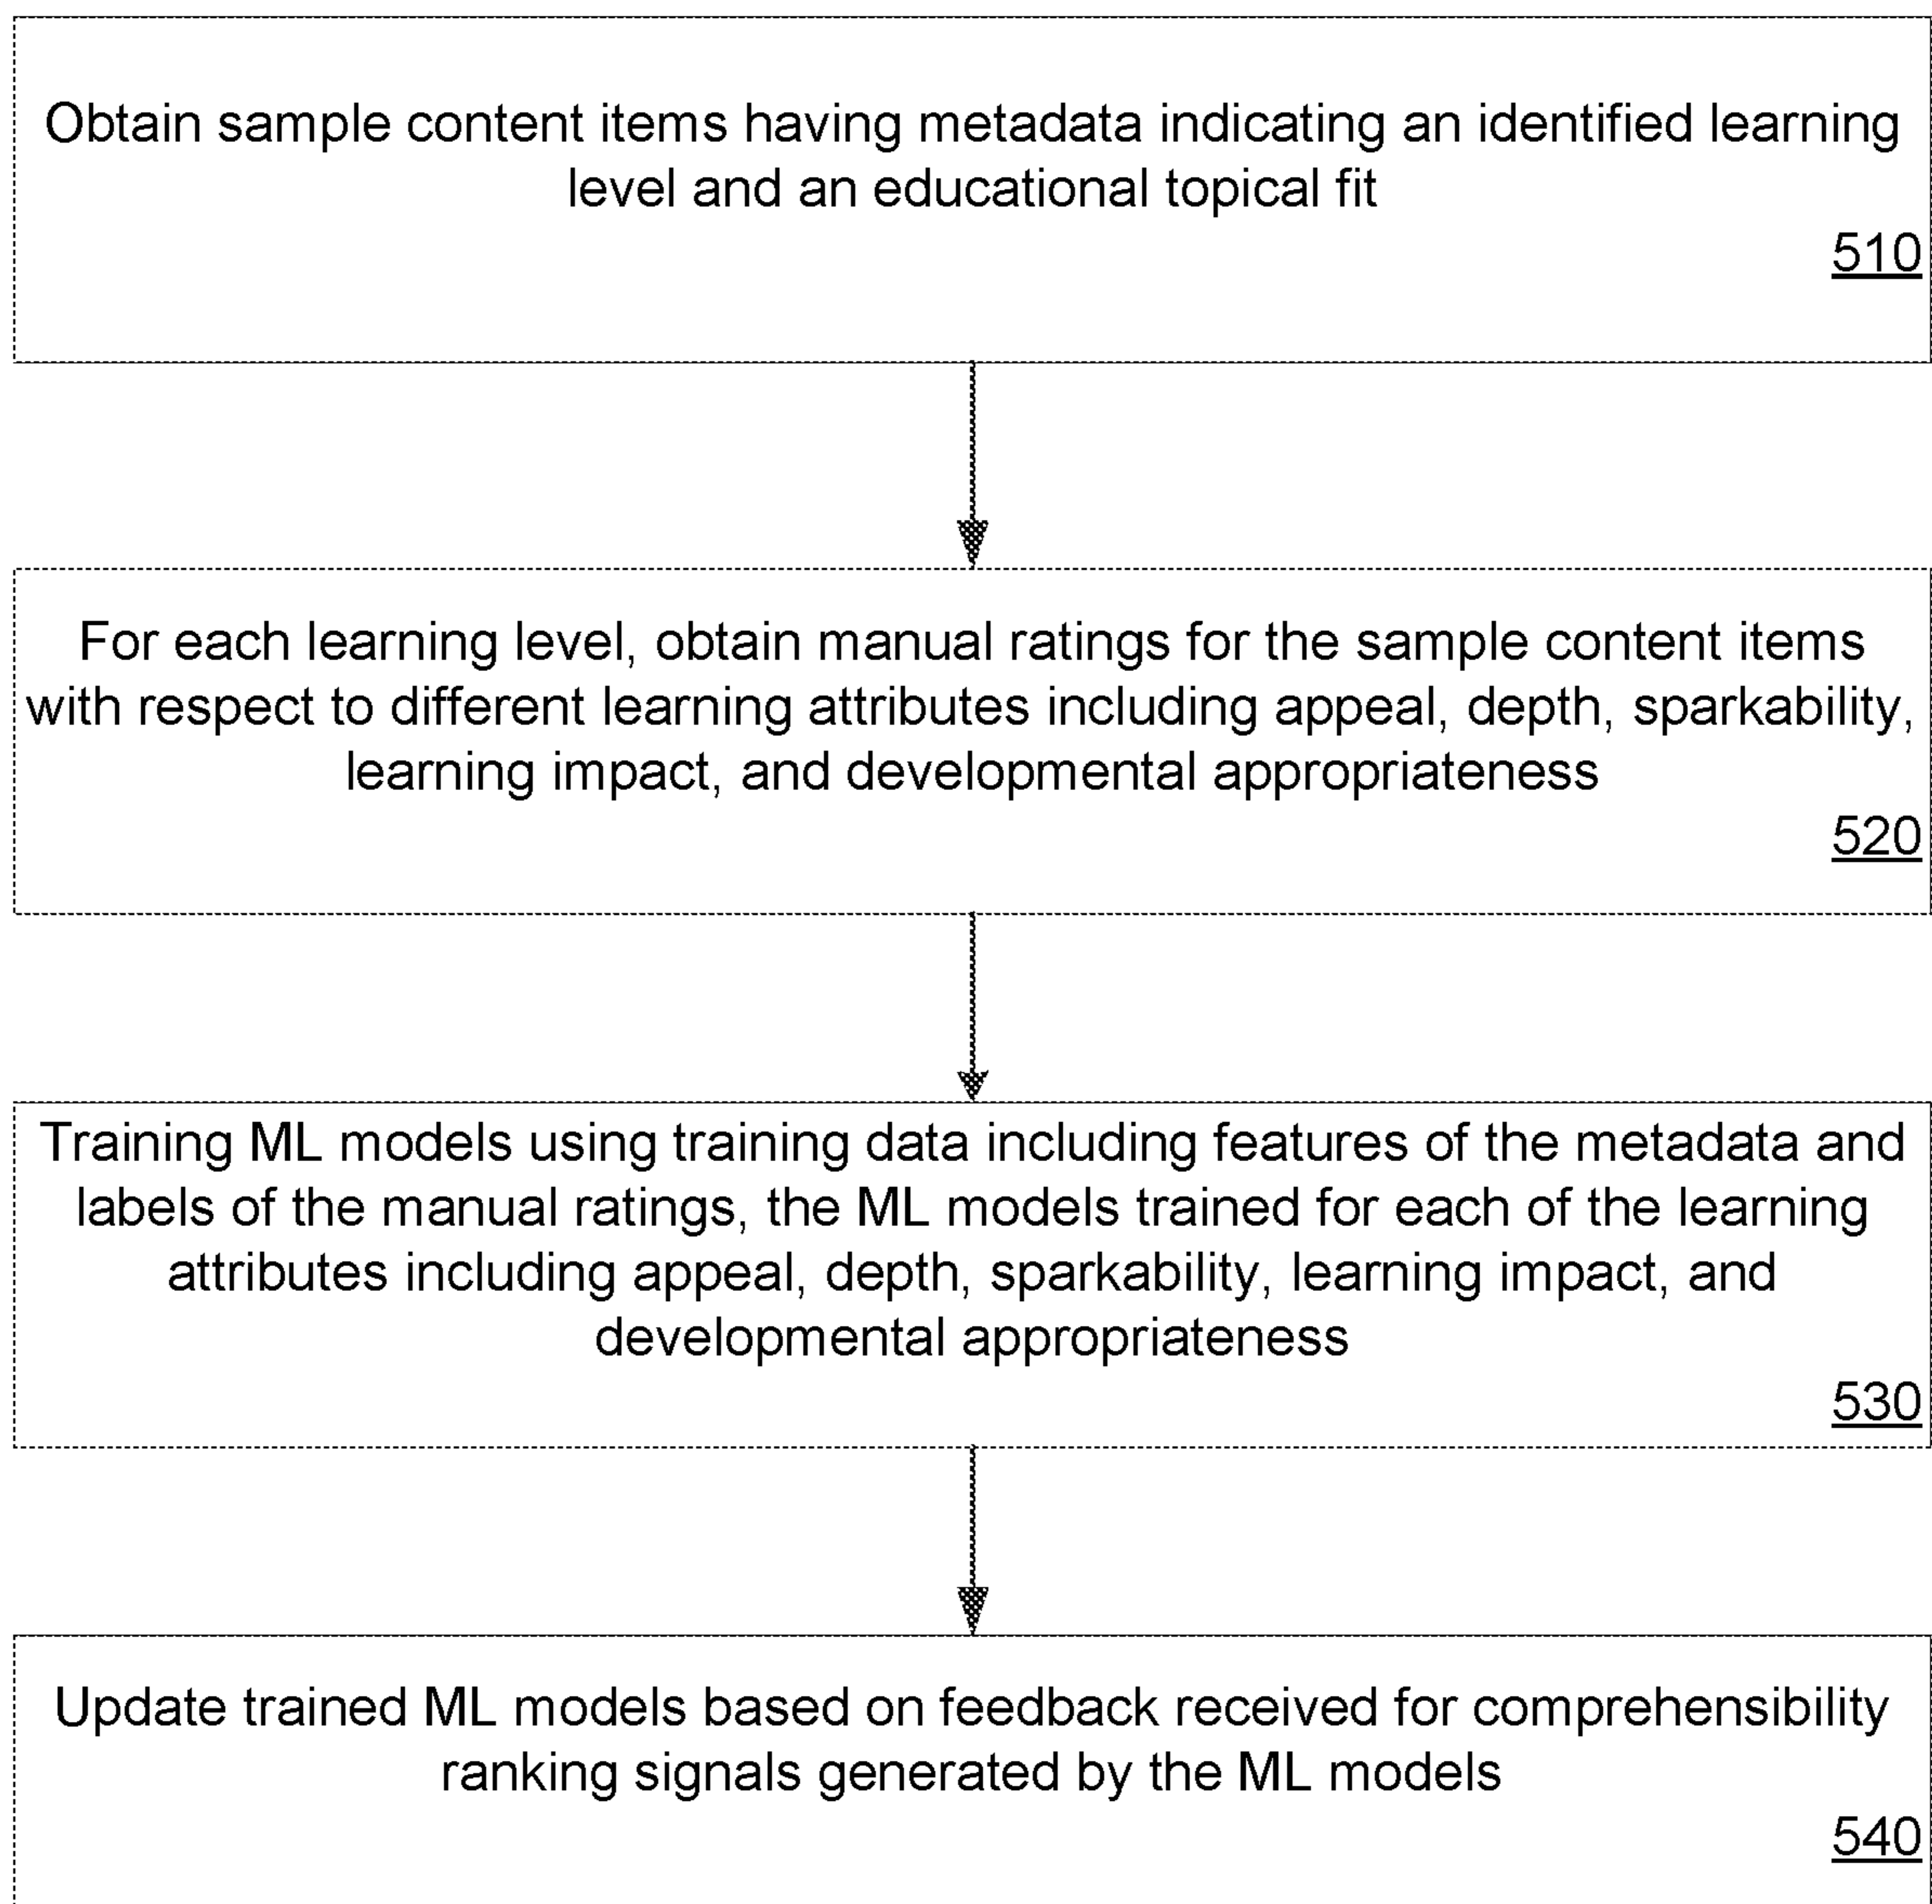 Obtain sample content items having metadata indicating an identified learning
level and an educational topical fit
510
For each learning level, obtain manual ratings for the sample content items
with respect to different learning attributes including appeal, depth, sparkability,
learning impact, and developmental appropriateness
520
Training ML models using training data including features of the metadata and
labels of the manual ratings, the ML models trained for each of the learning
attributes including appeal, depth, sparkability, learning impact, and
developmental appropriateness
530
Update trained ML models based on feedback received for comprehensibility
ranking signals generated by the ML models
540